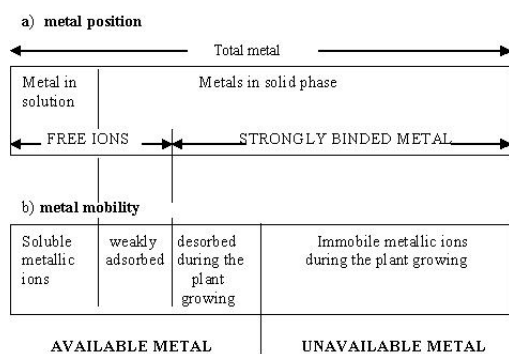 a) metal position
Total metal
Metal in solution
Metals in solid phase
FREE IONS
STRONGLY BINDED METAL
b) metal mobility
Soluble metallic ions
weakly adsorbed
desorbed during the plant growing
Immobile metallic ions during the plant growing
AVAILABLE METAL
UNAVAILABLE METAL